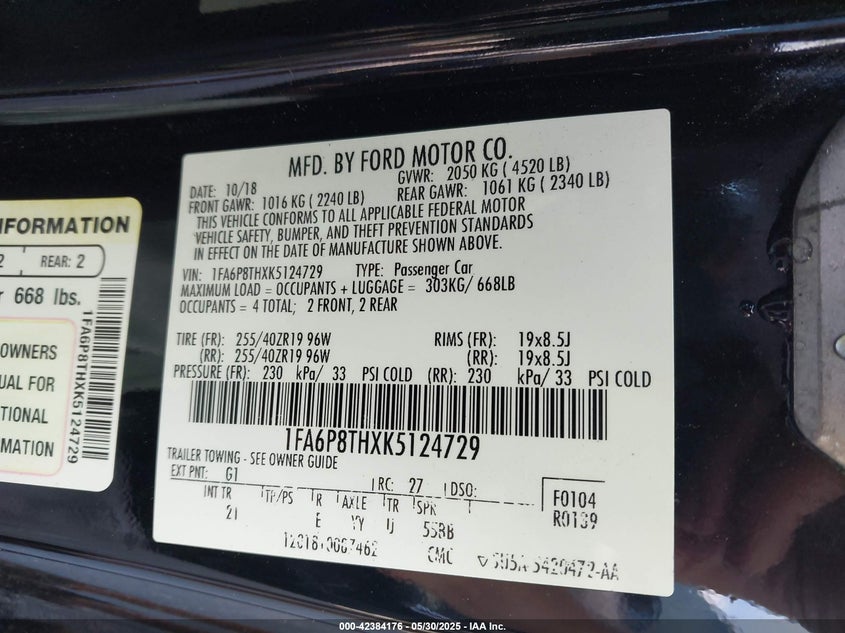 INFORMATION
2 REAR: 2
r 668 lbs.
OWNERS
UAL FOR
TIONAL
1FA6P8THXK5124729
MFD. BY FORD MOTOR CO.
DATE: 10/18 GVWR: 2050 KG ( 4520 LB)
FRONT GAWR: 1016 KG ( 2240 LB) REAR GAWR: 1061 KG ( 2340 LB)
THIS VEHICLE CONFORMS TO ALL APPLICABLE FEDERAL MOTOR
VEHICLE SAFETY, BUMPER, AND THEFT PREVENTION STANDARDS
IN EFFECT ON THE DATE OF MANUFACTURE SHOWN ABOVE.
VIN: 1FA6P8THXK5124729 TYPE: Passenger Car
MAXIMUM LOAD = OCCUPANTS + LUGGAGE = 303KG/ 668LB
OCCUPANTS = 4 TOTAL; 2 FRONT, 2 REAR
TIRE (FR): 255/40ZR19 96W RIMS (FR): 19x8.5J
(RR): 255/40ZR19 96W (RR): 19x8.5J
PRESSURE (FR): 230 kPa/ 33 PSI COLD (RR): 230 kPa/ 33 PSI COLD
1FA6P8THXK5124729
TRAILER TOWING - SEE OWNER GUIDE
EXT PNT: G1 RC: 27 DSO: F0104
INT TR TP/PS R AXLE TR SPR R0139
21 E YY
CMC
000-42384176 - 05/30/2025 - IAA Inc.